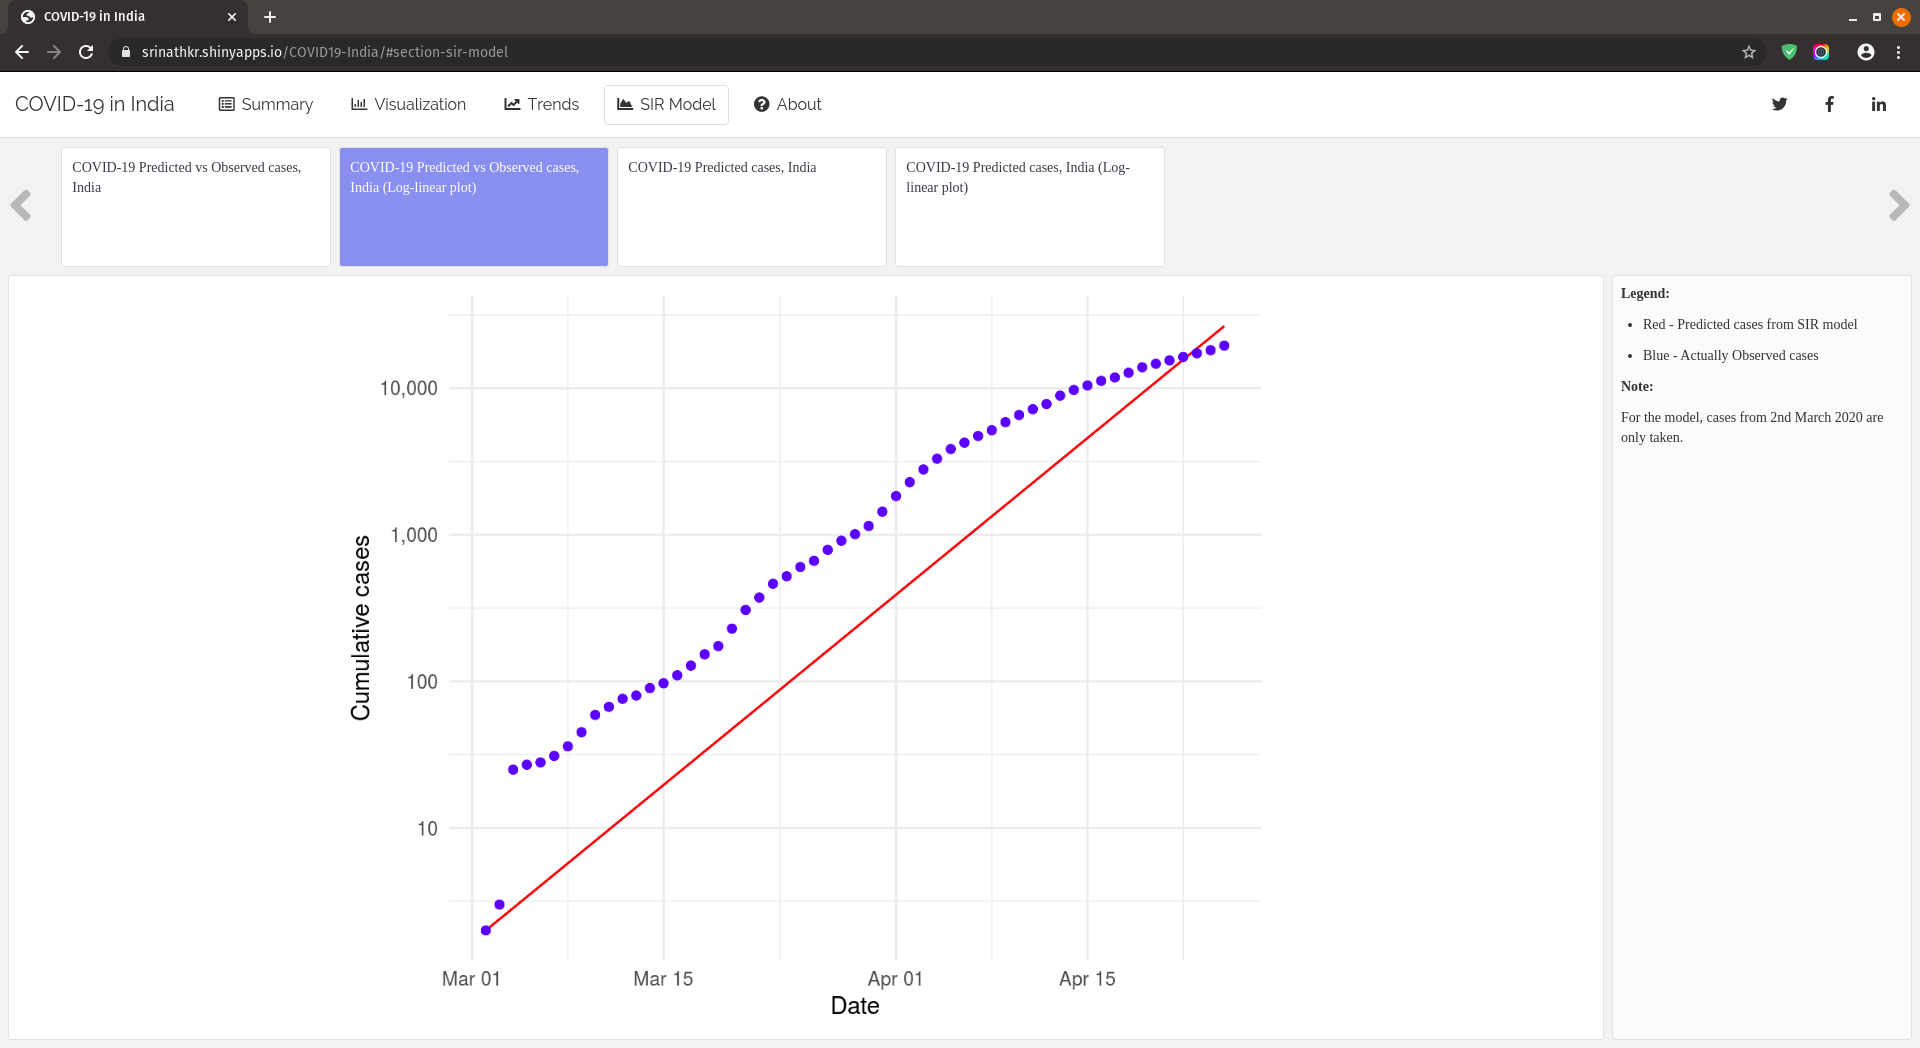 COVID-19 in India
srinathkr.shinyapps.io/COVID19-India/#section-sir-model
COVID-19 in India
Summary
Visualization
Trends
SIR Model
About
COVID-19 Predicted vs Observed cases,
India
COVID-19 Predicted vs Observed cases,
India (Log-linear plot)
COVID-19 Predicted cases, India
COVID-19 Predicted cases, India (Log-
linear plot)
10,000
1,000
100
10
Cumulative cases
Mar 01
Mar 15
Apr 01
Apr 15
Date
Legend:
Red - Predicted cases from SIR model
Blue - Actually Observed cases
Note:
For the model, cases from 2nd March 2020 are
only taken.